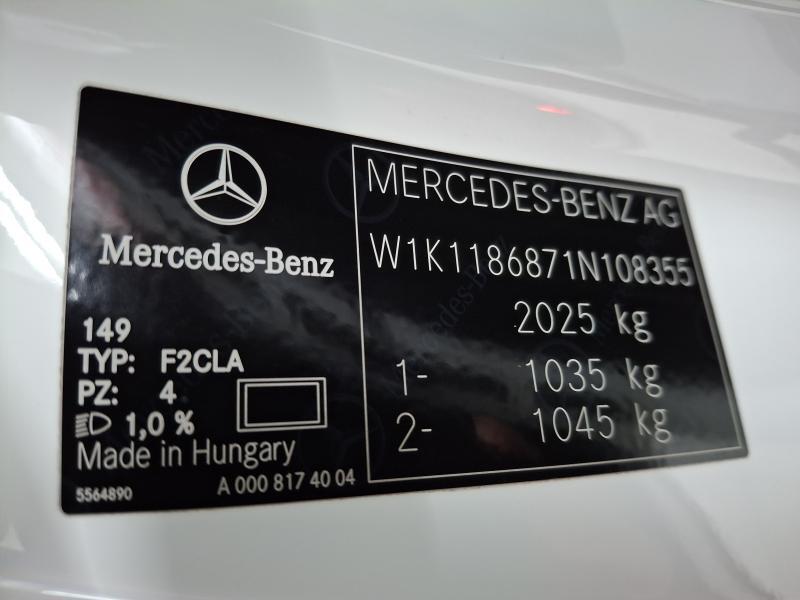 Mercedes-Benz
149
TYP: F2CLA
PZ: 4
1,0 %
Made in Hungary
5564890 A 000 817 40 04
MERCEDES-BENZ AG
W1K1186871N108355
2025 kg
1- 1035 kg
2- 1045 kg